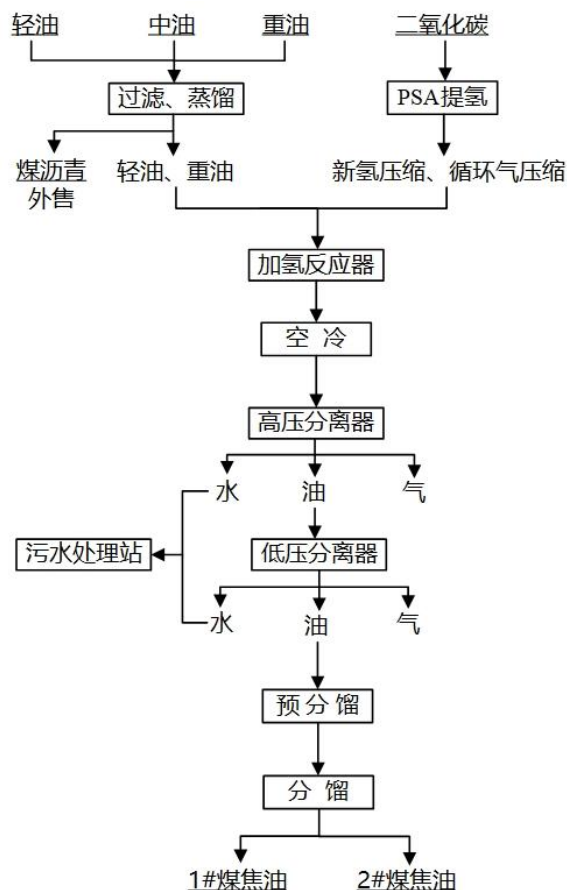 轻油 中油 重油 二氧化碳
过滤、蒸馏 PSA提氢
煤沥青 轻油、重油 新氢压缩、循环气压缩
外售
加氢反应器
空 冷
高压分离器
水 油 气
污水处理站 低压分离器
水 油 气
预分馏
分 馏
1#煤焦油 2#煤焦油